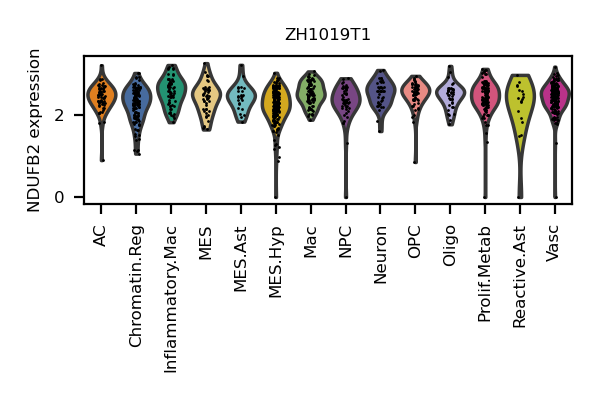 ZH1019T1
NDUFB2 expression
2
0
AC
Chromatin.Reg
Inflammatory.Mac
MES
MES.Ast
MES.Hyp
Mac
NPC
Neuron
OPC
Oligo
Prolif.Metab
Reactive.Ast
Vasc